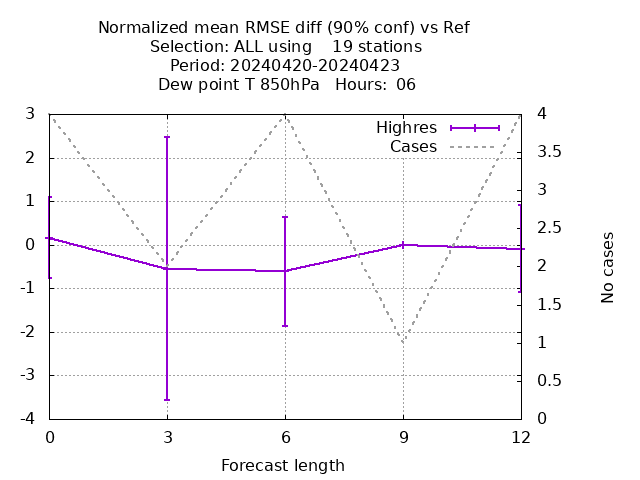 Normalized mean RMSE diff (90% conf) vs Ref
Selection: ALL using    19 stations
Period: 20240420-20240423
Dew point T 850hPa   Hours: 06
Highres
Cases
3
2
1
0
-1
-2
-3
-4
4
3.5
3
2.5
2
1.5
1
0.5
0
No cases
0 3 6 9 12
Forecast length